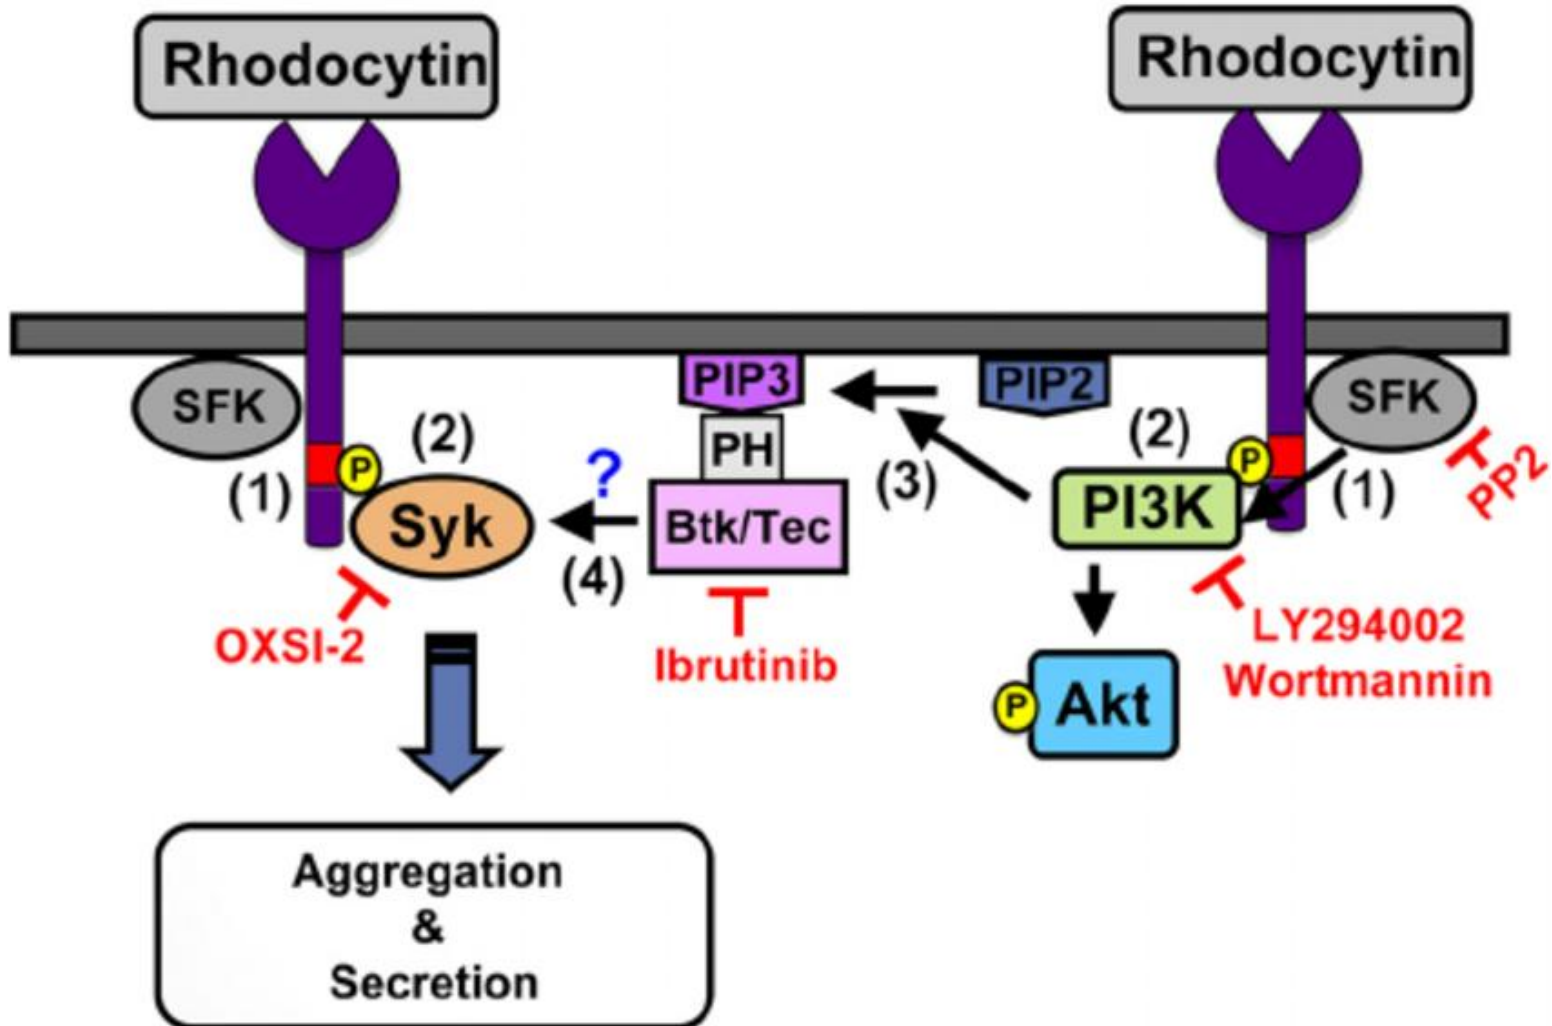 Rhodocytin
Rhodocytin
SFK
PIP3
PIP2
SFK
(2)
(2)
P
P
PH
(1)
?
(3)
(1)
PP2
Syk
Btk/Tec
PI3K
(4)
OXSI-2
Ibrutinib
LY294002
Wortmannin
P
Akt
Aggregation
&
Secretion